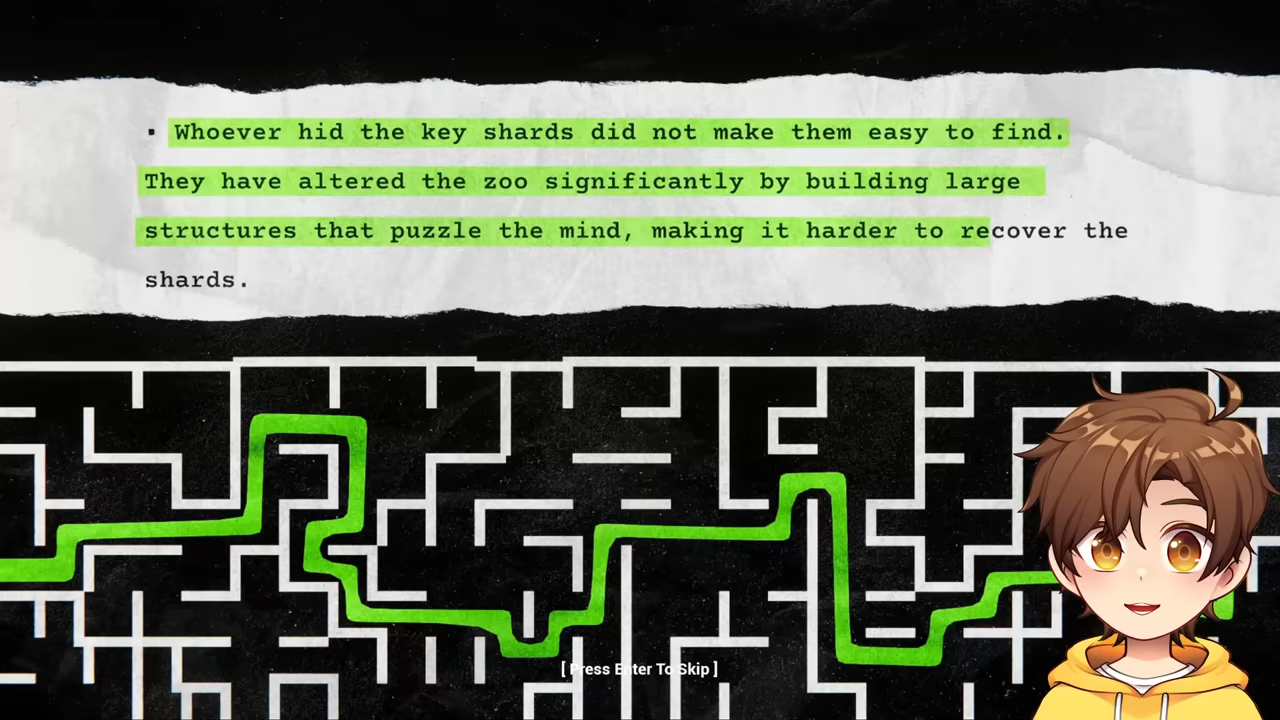 ▪ Whoever hid the key shards did not make them easy to find.
They have altered the zoo significantly by building large
structures that puzzle the mind, making it harder to recover the
shards.
[ Press Enter To Skip ]